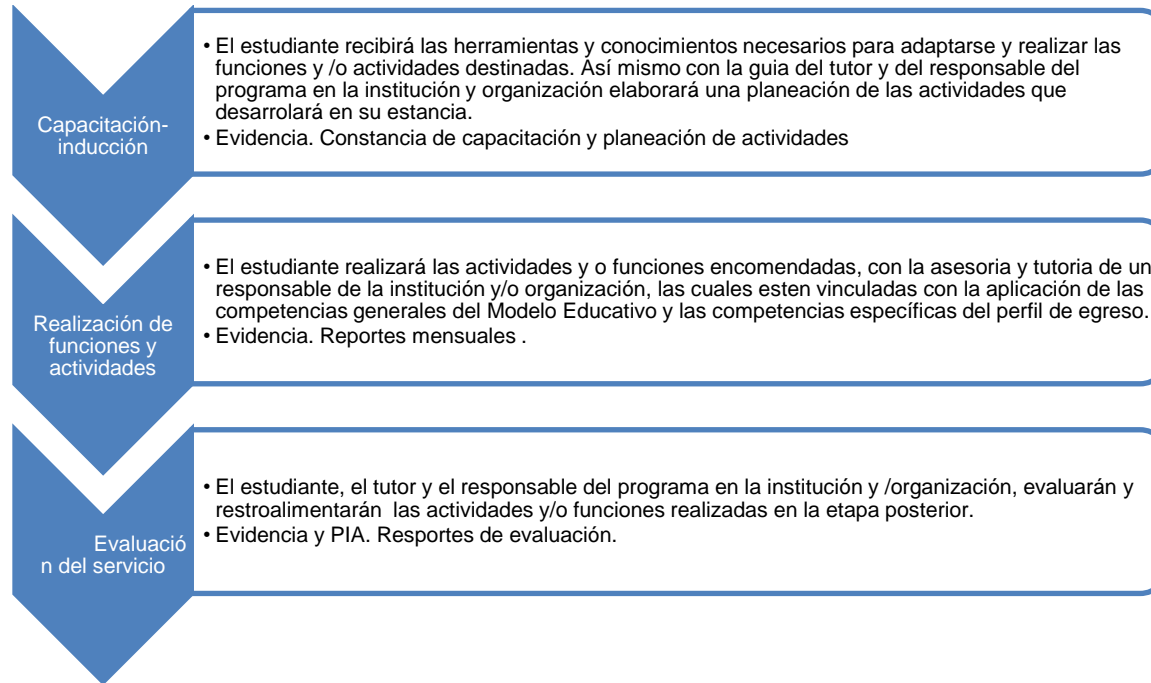 Capacitación-
inducción
• El estudiante recibirá las herramientas y conocimientos necesarios para adaptarse y realizar las
funciones y /o actividades destinadas. Así mismo con la guia del tutor y del responsable del
programa en la institución y organización elaborará una planeación de las actividades que
desarrolará en su estancia.
• Evidencia. Constancia de capacitación y planeación de actividades
Realización de
funciones y
actividades
• El estudiante realizará las actividades y o funciones encomendadas, con la asesoria y tutoria de un
responsable de la institución y/o organización, las cuales esten vinculadas con la aplicación de las
competencias generales del Modelo Educativo y las competencias específicas del perfil de egreso.
• Evidencia. Reportes mensuales .
Evaluació
n del servicio
• El estudiante, el tutor y el responsable del programa en la institución y /organización, evaluarán y
restroalimentarán las actividades y/o funciones realizadas en la etapa posterior.
• Evidencia y PIA. Resportes de evaluación.